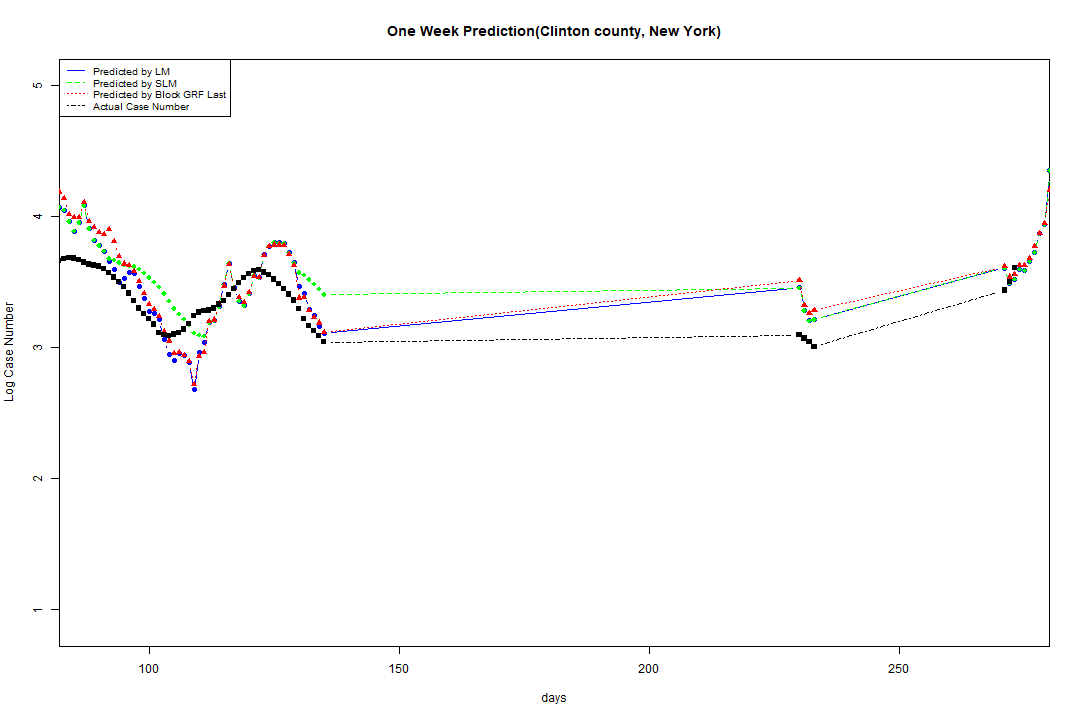 One Week Prediction(Clinton county, New York)
Predicted by LM
Predicted by SLM
Predicted by Block GRF Last
Actual Case Number
5
4
3
2
1
Log Case Number
100 150 200 250
days